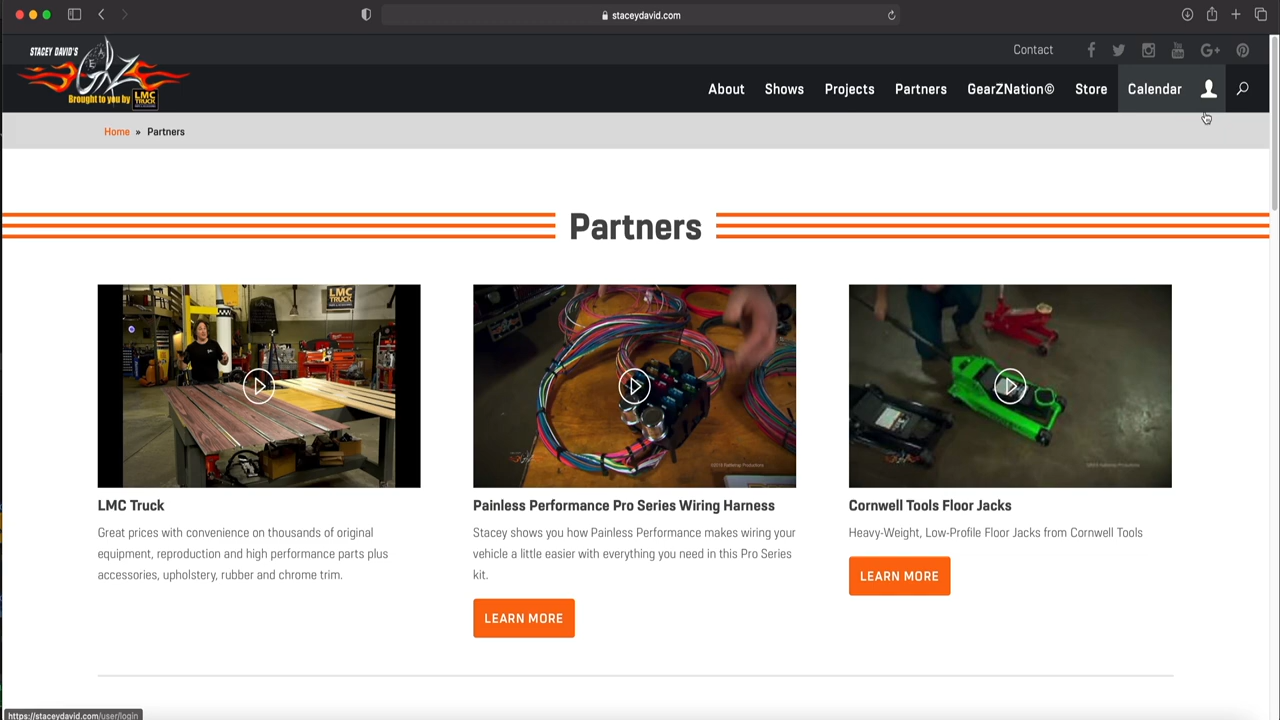 staceydavid.com
Contact
STACEY DAVID'S
GEARZ
Brought to you by LMC TRUCK
About Shows Projects Partners GearZNation© Store Calendar
Home » Partners
Partners
LMC TRUCK
LMC Truck
Great prices with convenience on thousands of original
equipment, reproduction and high performance parts plus
accessories, upholstery, rubber and chrome trim.
Painless Performance Pro Series Wiring Harness
Stacey shows you how Painless Performance makes wiring your
vehicle a little easier with everything you need in this Pro Series
kit.
LEARN MORE
Cornwell Tools Floor Jacks
Heavy-Weight, Low-Profile Floor Jacks from Cornwell Tools
LEARN MORE
https://staceydavid.com/user/login